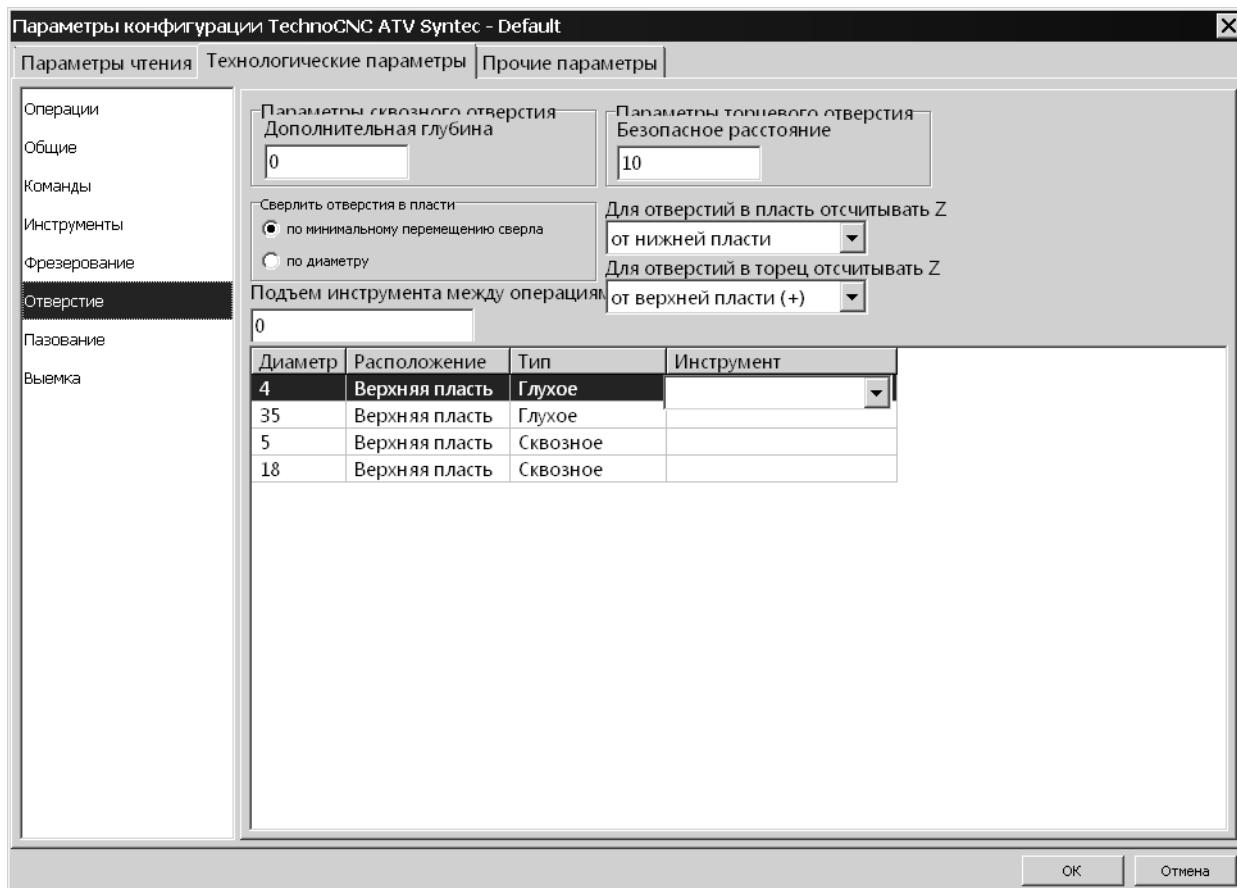 Параметры конфигурации TechnoCNC ATV Syntec - Default
Параметры чтения Технологические параметры Прочие параметры
Операции
Общие
Команды
Инструменты
Фрезерование
Отверстие
Пазование
Выемка
Параметры сквозного отверстия
Дополнительная глубина
0
Параметры торцевого отверстия
Безопасное расстояние
10
Сверлить отверстия в пласти
по минимальному перемещению сверла
по диаметру
Для отверстий в пласть отсчитывать Z
от нижней пласти
Для отверстий в торец отсчитывать Z
от верхней пласти (+)
Подъем инструмента между операциям
0
Диаметр Расположение Тип Инструмент
4 Верхняя пласть Глухое
35 Верхняя пласть Глухое
5 Верхняя пласть Сквозное
18 Верхняя пласть Сквозное
ОК Отмена